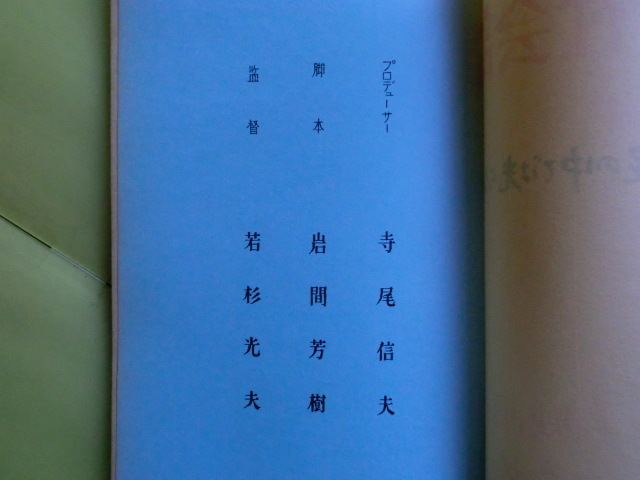 プロデューサー 寺尾信夫
脚本 岩間芳樹
監督 若杉光夫